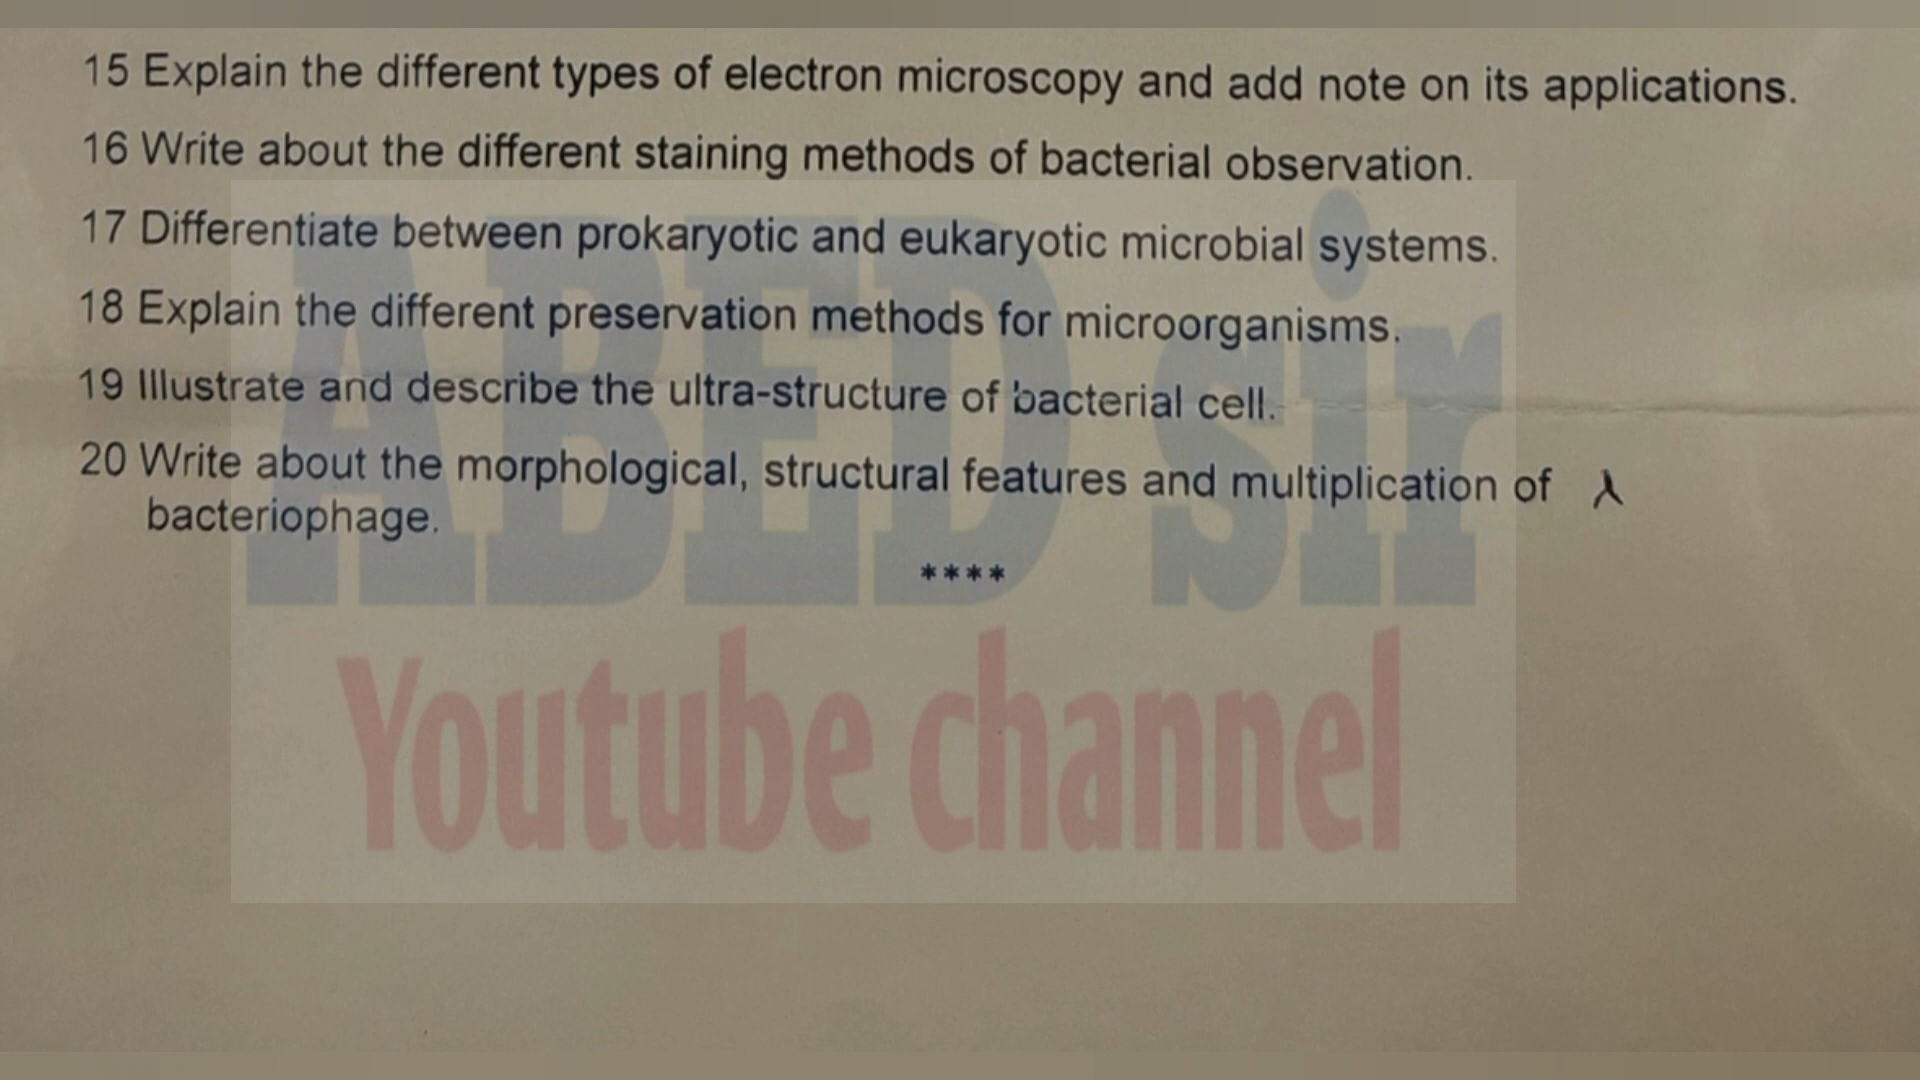 15 Explain the different types of electron microscopy and add note on its applications.
16 Write about the different staining methods of bacterial observation.
17 Differentiate between prokaryotic and eukaryotic microbial systems.
18 Explain the different preservation methods for microorganisms.
19 Illustrate and describe the ultra-structure of bacterial cell.
20 Write about the morphological, structural features and multiplication of λ
bacteriophage.
****
ABED sir
Youtube channel